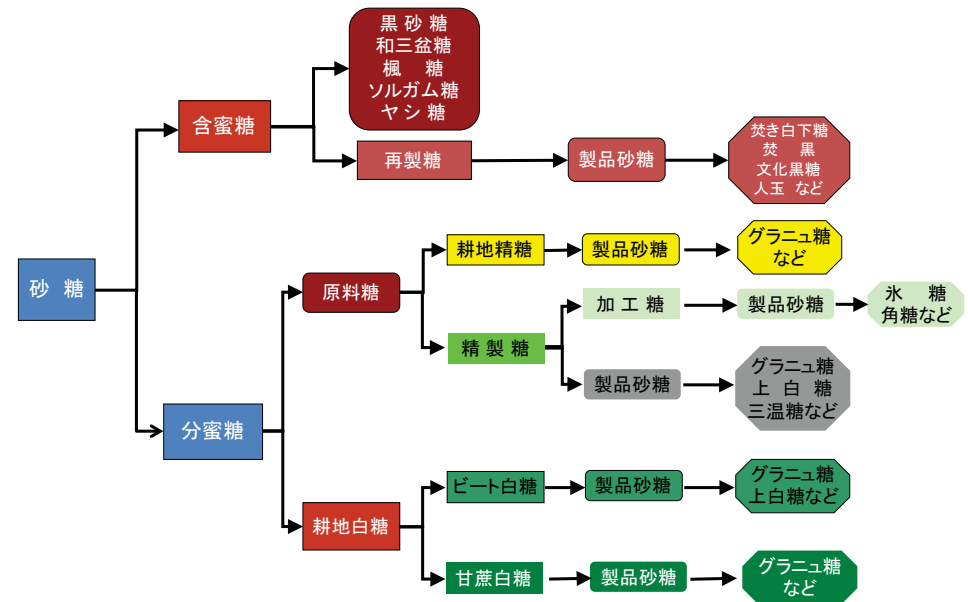 黒 砂 糖
和三盆糖
楓　糖
ソルガム糖
ヤ シ 糖
含蜜糖
再製糖
製品砂糖
焚き白下糖
焚　黒
文化黒糖
人玉 など
砂 糖
分蜜糖
原料糖
耕地精糖
製品砂糖
グラニュ糖
など
精 製 糖
加 工 糖
製品砂糖
氷　糖
角糖など
製品砂糖
グラニュ糖
上 白 糖
三温糖など
耕地白糖
ビート白糖
製品砂糖
グラニュ糖
上白糖など
甘蔗白糖
製品砂糖
グラニュ糖
など